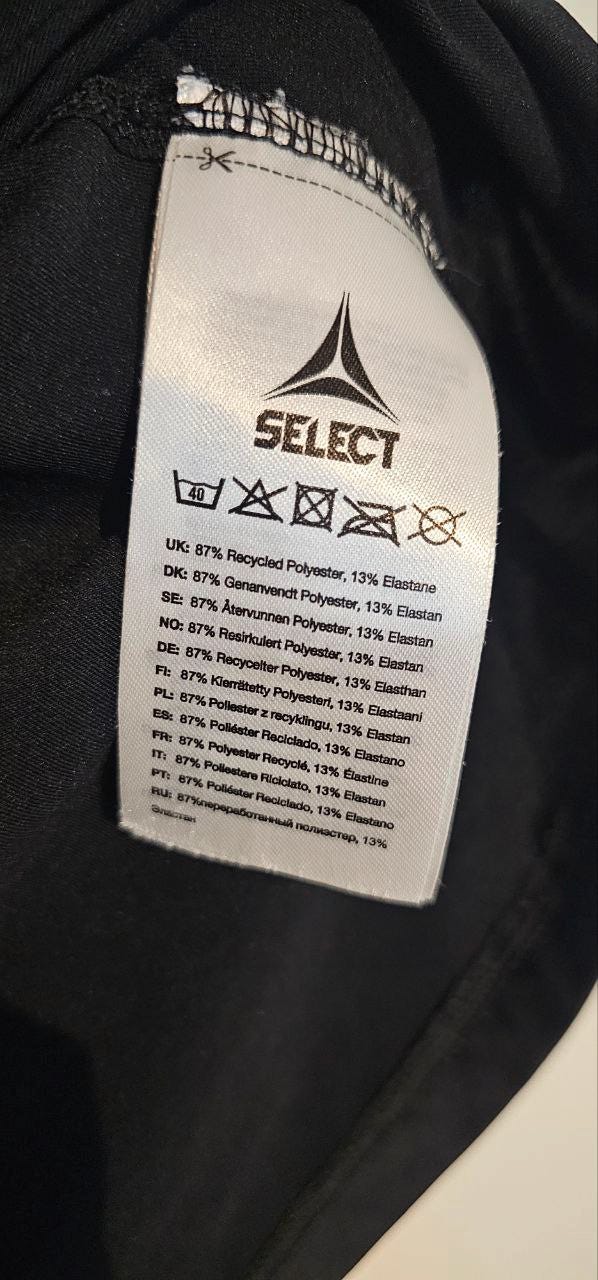 SELECT
40
UK: 87% Recycled Polyester, 13% Elastane
DK: 87% Genanvendt Polyester, 13% Elastan
SE: 87% Återvunnen Polyester, 13% Elastan
NO: 87% Resirkulert Polyester, 13% Elastan
DE: 87% Recycelter Polyester, 13% Elasthan
FI: 87% Kierrätetty Polyesteri, 13% Elastaani
PL: 87% Poliester z recyklingu, 13% Elastan
ES: 87% Poliéster Reciclado, 13% Elastano
FR: 87% Polyester Recyclé, 13% Élastine
IT: 87% Poliestere Riciclato, 13% Elastan
PT: 87% Poliéster Reciclado, 13% Elastano
RU: 87%переработанный полиэстер, 13%
Эластан